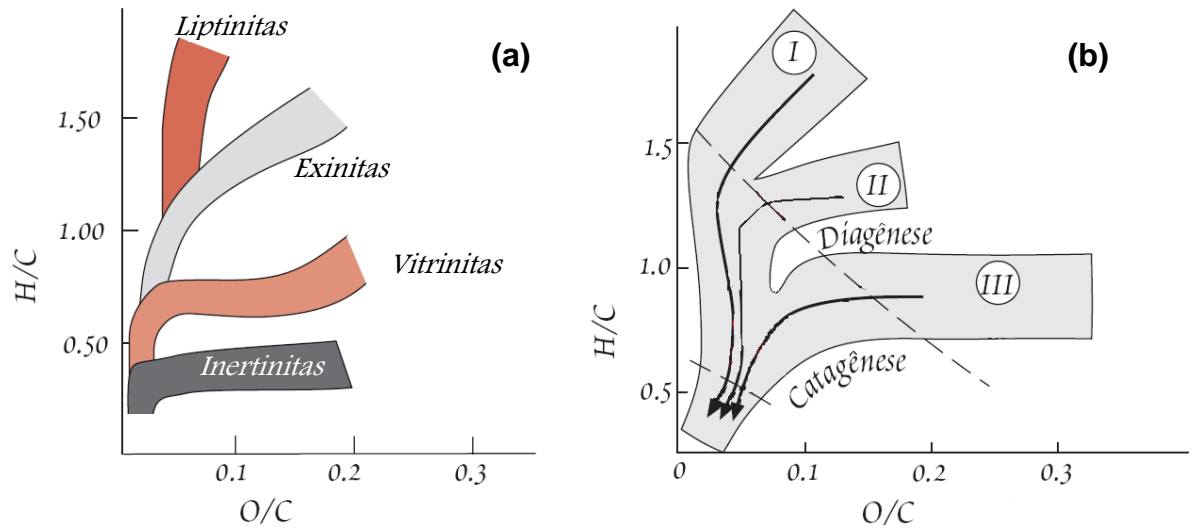 Liptinitas
(a)
1.50
Exinitas
1.00
Vitrinitas
H/C
0.50
Inertinitas
0.1
0.2
0.3
O/C
I
(b)
1.5
II
Diagênese
1.0
III
H/C
Catagênese
0.5
0
0.1
0.2
0.3
O/C